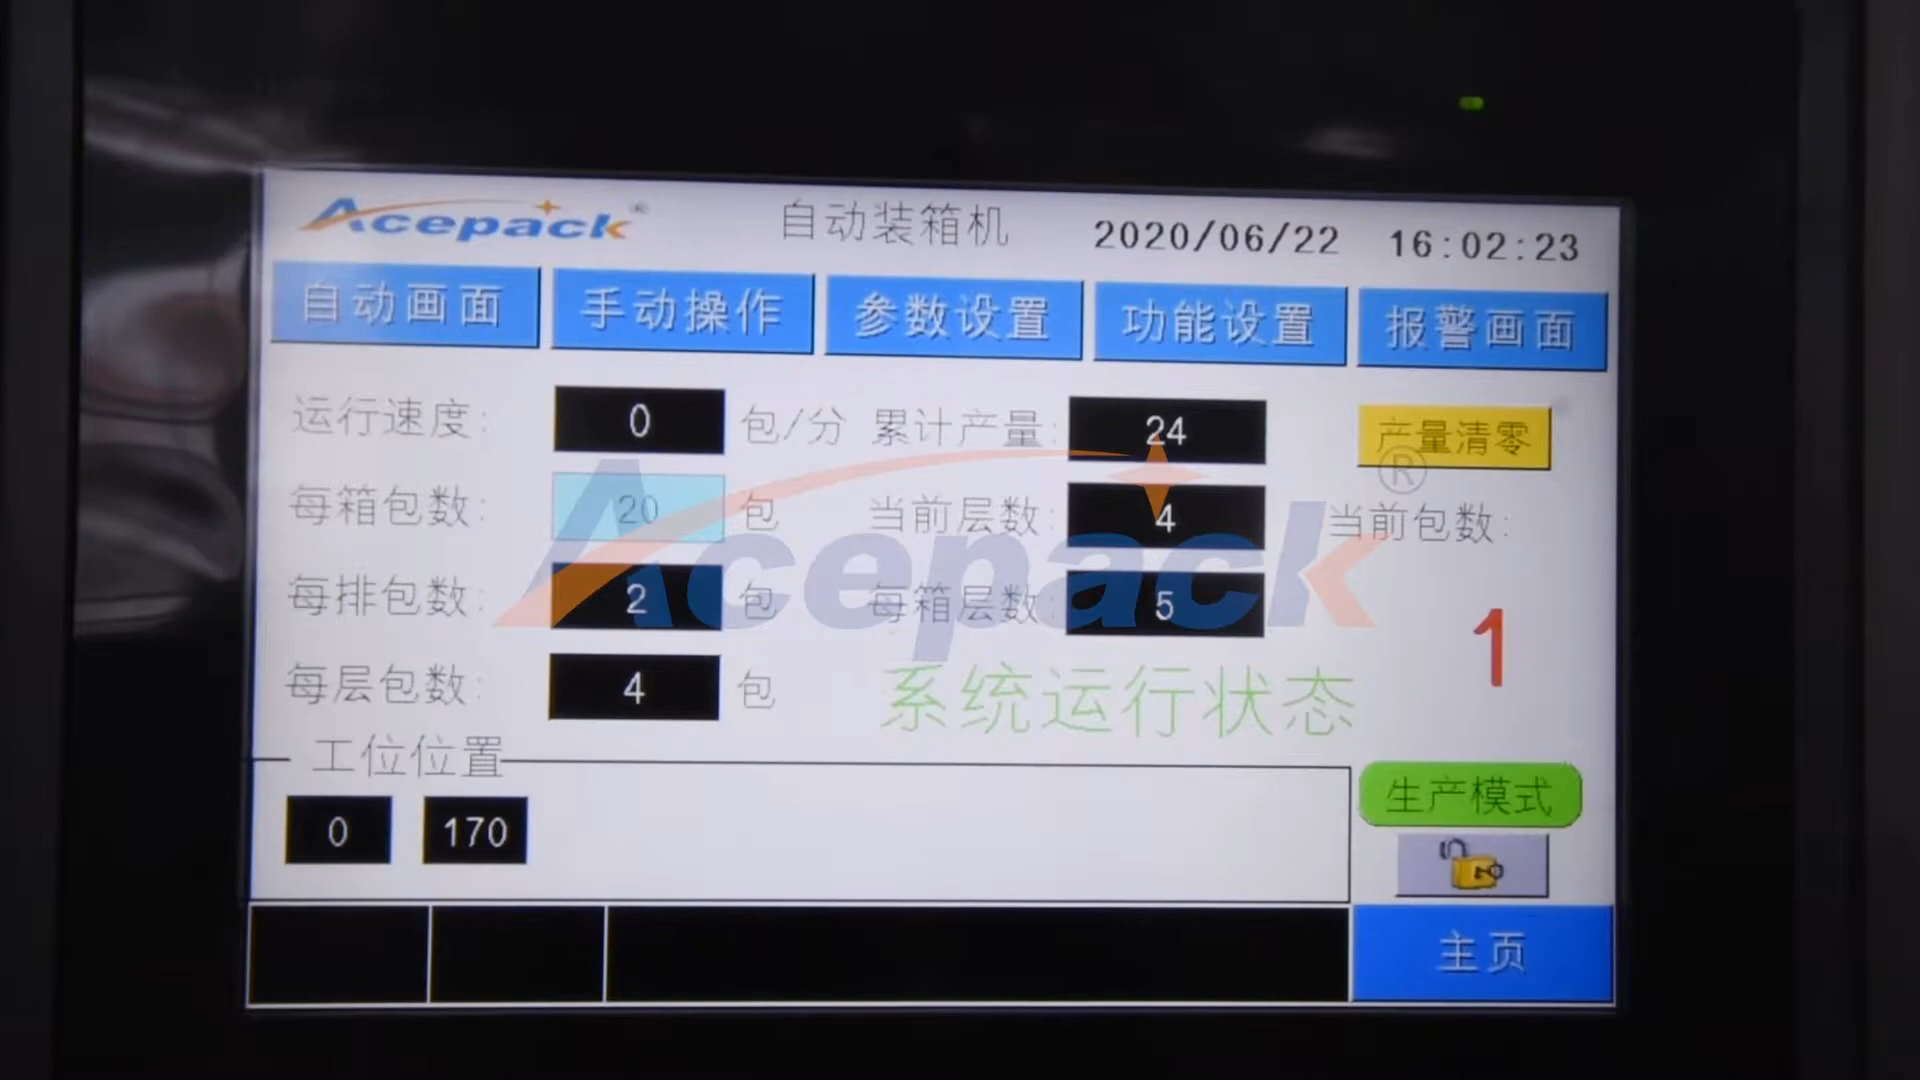 Acepack®
自动装箱机
2020/06/22 16:02:23
自动画面 手动操作 参数设置 功能设置 报警画面
运行速度: 0 包/分 累计产量: 24 产量清零
每箱包数: 20 包 当前层数: 4 当前包数:
每排包数: 2 包 每箱层数: 5 1
每层包数: 4 包 系统运行状态
Acepack®
工位位置
0 170
生产模式
主页